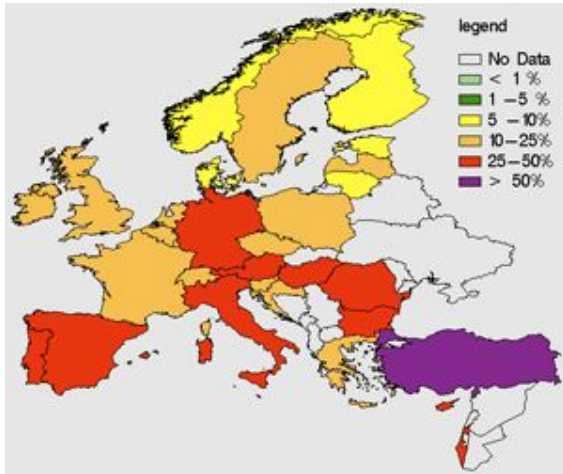 legend
No Data
< 1 %
1 –5 %
5 –10%
10–25%
25–50%
> 50%